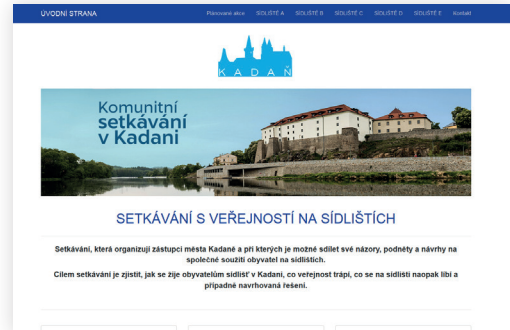 ÚVODNÍ STRANA
Plánované akce SÍDLIŠTĚ A SÍDLIŠTĚ B SÍDLIŠTĚ C SÍDLIŠTĚ D SÍDLIŠTĚ E Kontakt
KADAŇ
Komunitní
setkávání
v Kadani
SETKÁVÁNÍ S VEŘEJNOSTÍ NA SÍDLIŠTÍCH
Setkávání, která organizují zástupci města Kadaně a při kterých je možné sdílet své názory, podněty a návrhy na
společné soužití obyvatel na sídlištích.
Cílem setkávání je zjistit, jak se žije obyvatelům sídlišť v Kadani, co veřejnost trápí, co se na sídlišti naopak líbí a
případně navrhovaná řešení.